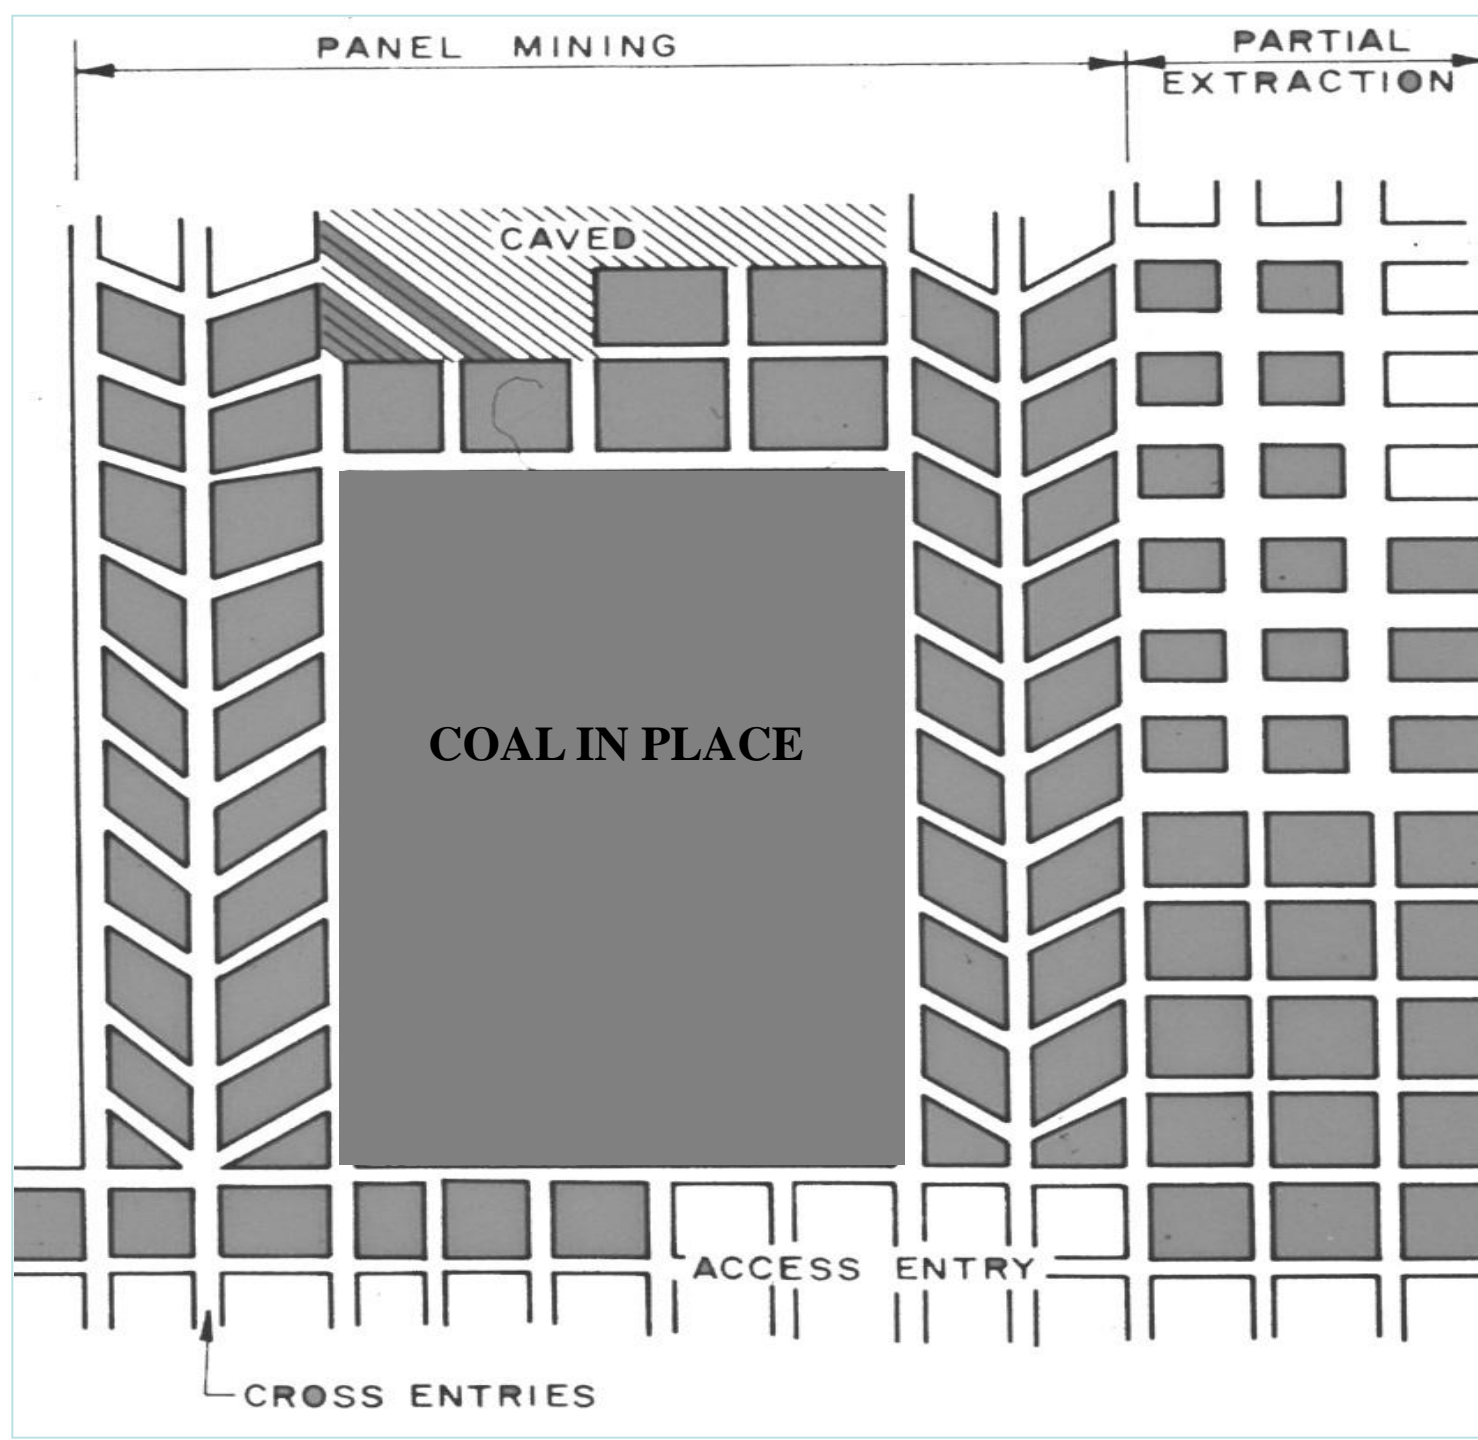 PANEL MINING
PARTIAL
EXTRACTION
CAVED
COAL IN PLACE
ACCESS ENTRY
CROSS ENTRIES